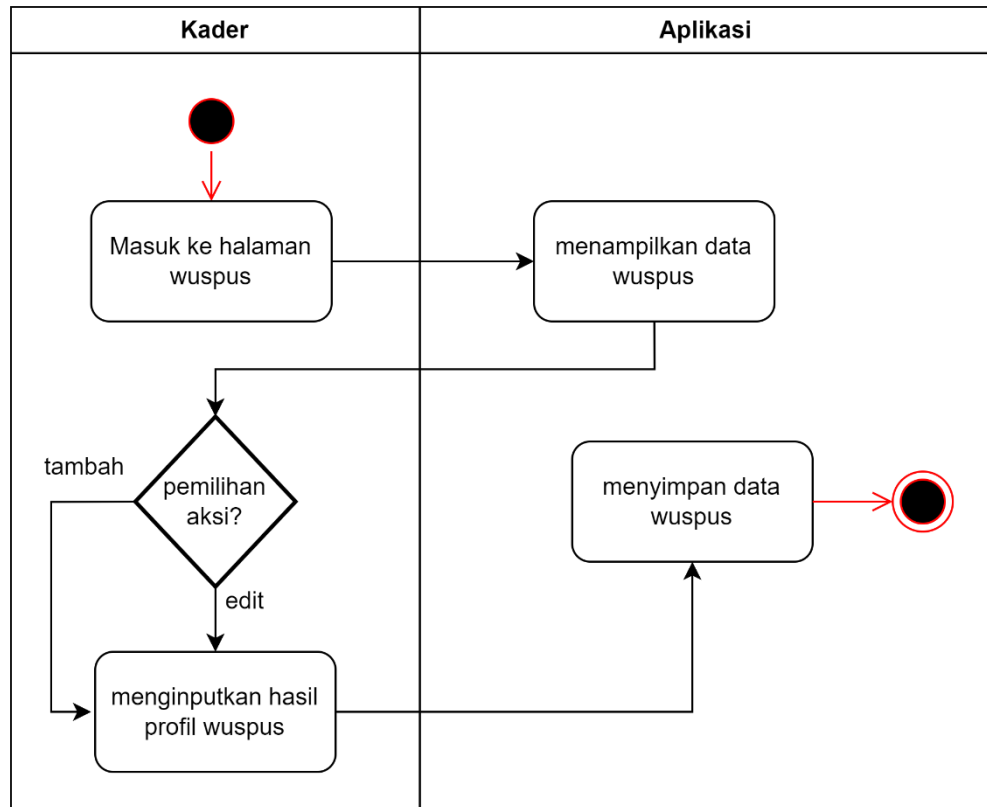 Kader
Aplikasi
Masuk ke halaman
wuspus
menampilkan data
wuspus
tambah
pemilihan
aksi?
edit
menyimpan data
wuspus
menginputkan hasil
profil wuspus